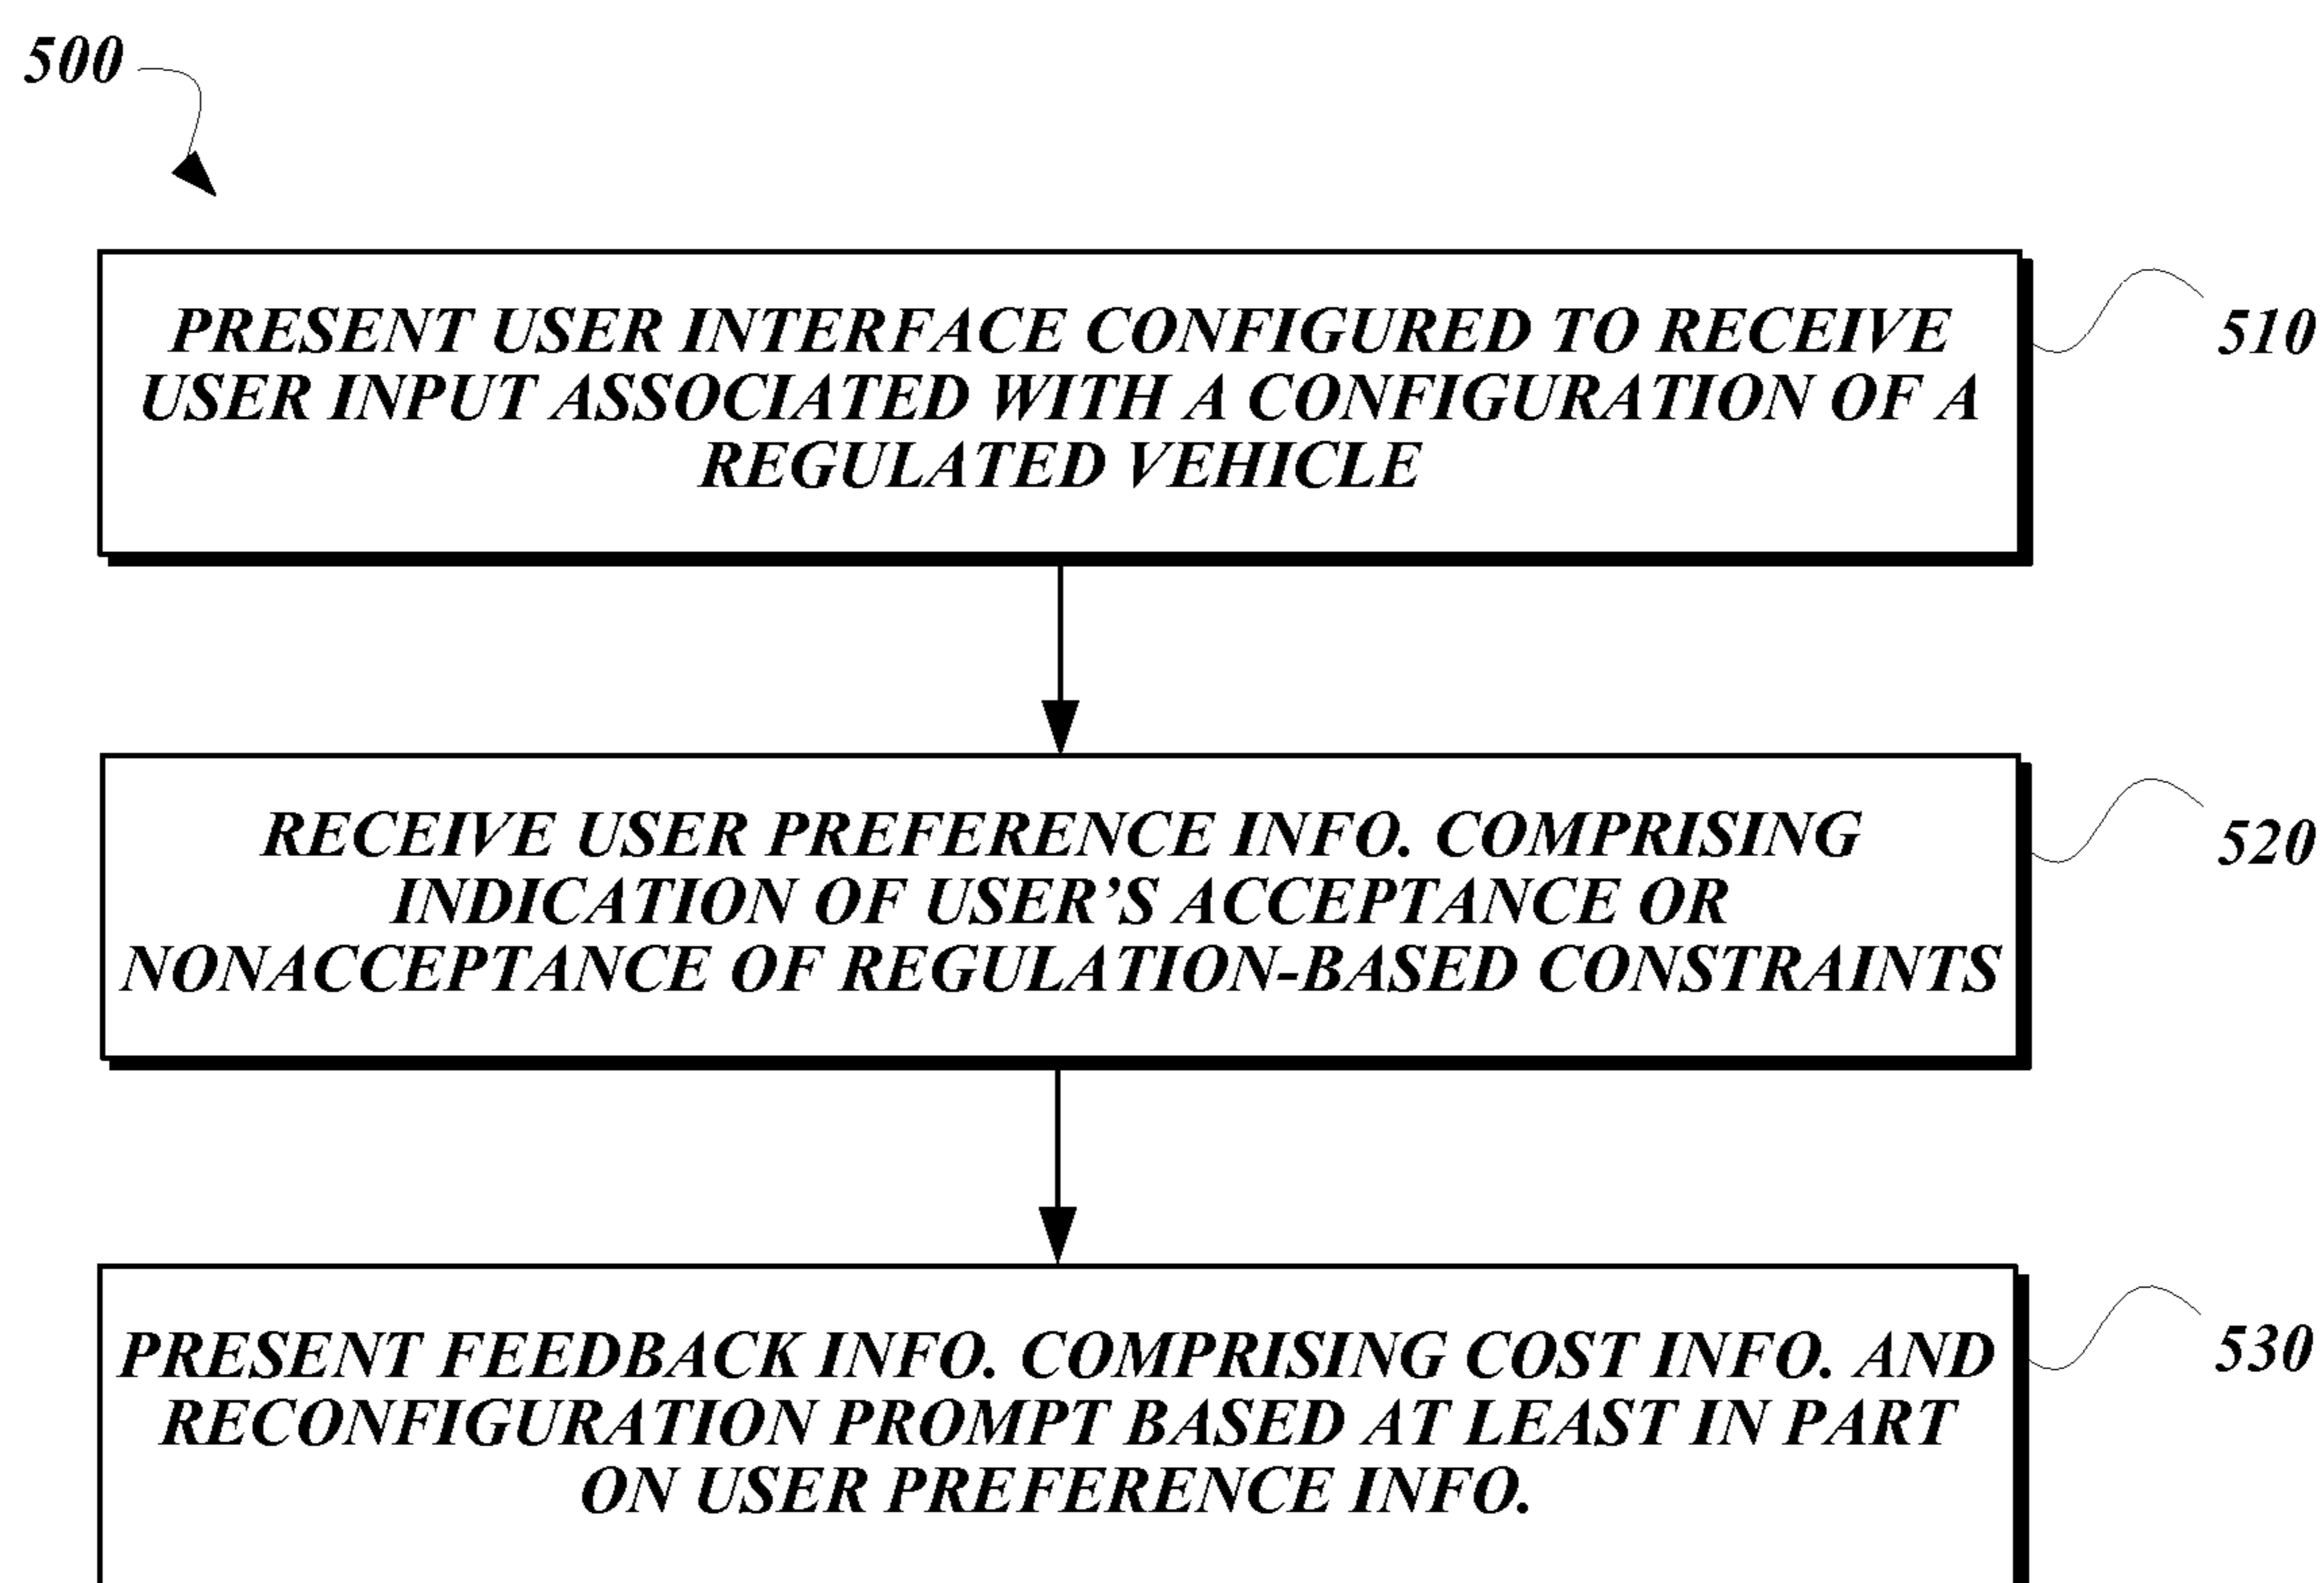 500
PRESENT USER INTERFACE CONFIGURED TO RECEIVE
USER INPUT ASSOCIATED WITH A CONFIGURATION OF A
REGULATED VEHICLE
510
RECEIVE USER PREFERENCE INFO. COMPRISING
INDICATION OF USER’S ACCEPTANCE OR
NONACCEPTANCE OF REGULATION-BASED CONSTRAINTS
520
PRESENT FEEDBACK INFO. COMPRISING COST INFO. AND
RECONFIGURATION PROMPT BASED AT LEAST IN PART
ON USER PREFERENCE INFO.
530